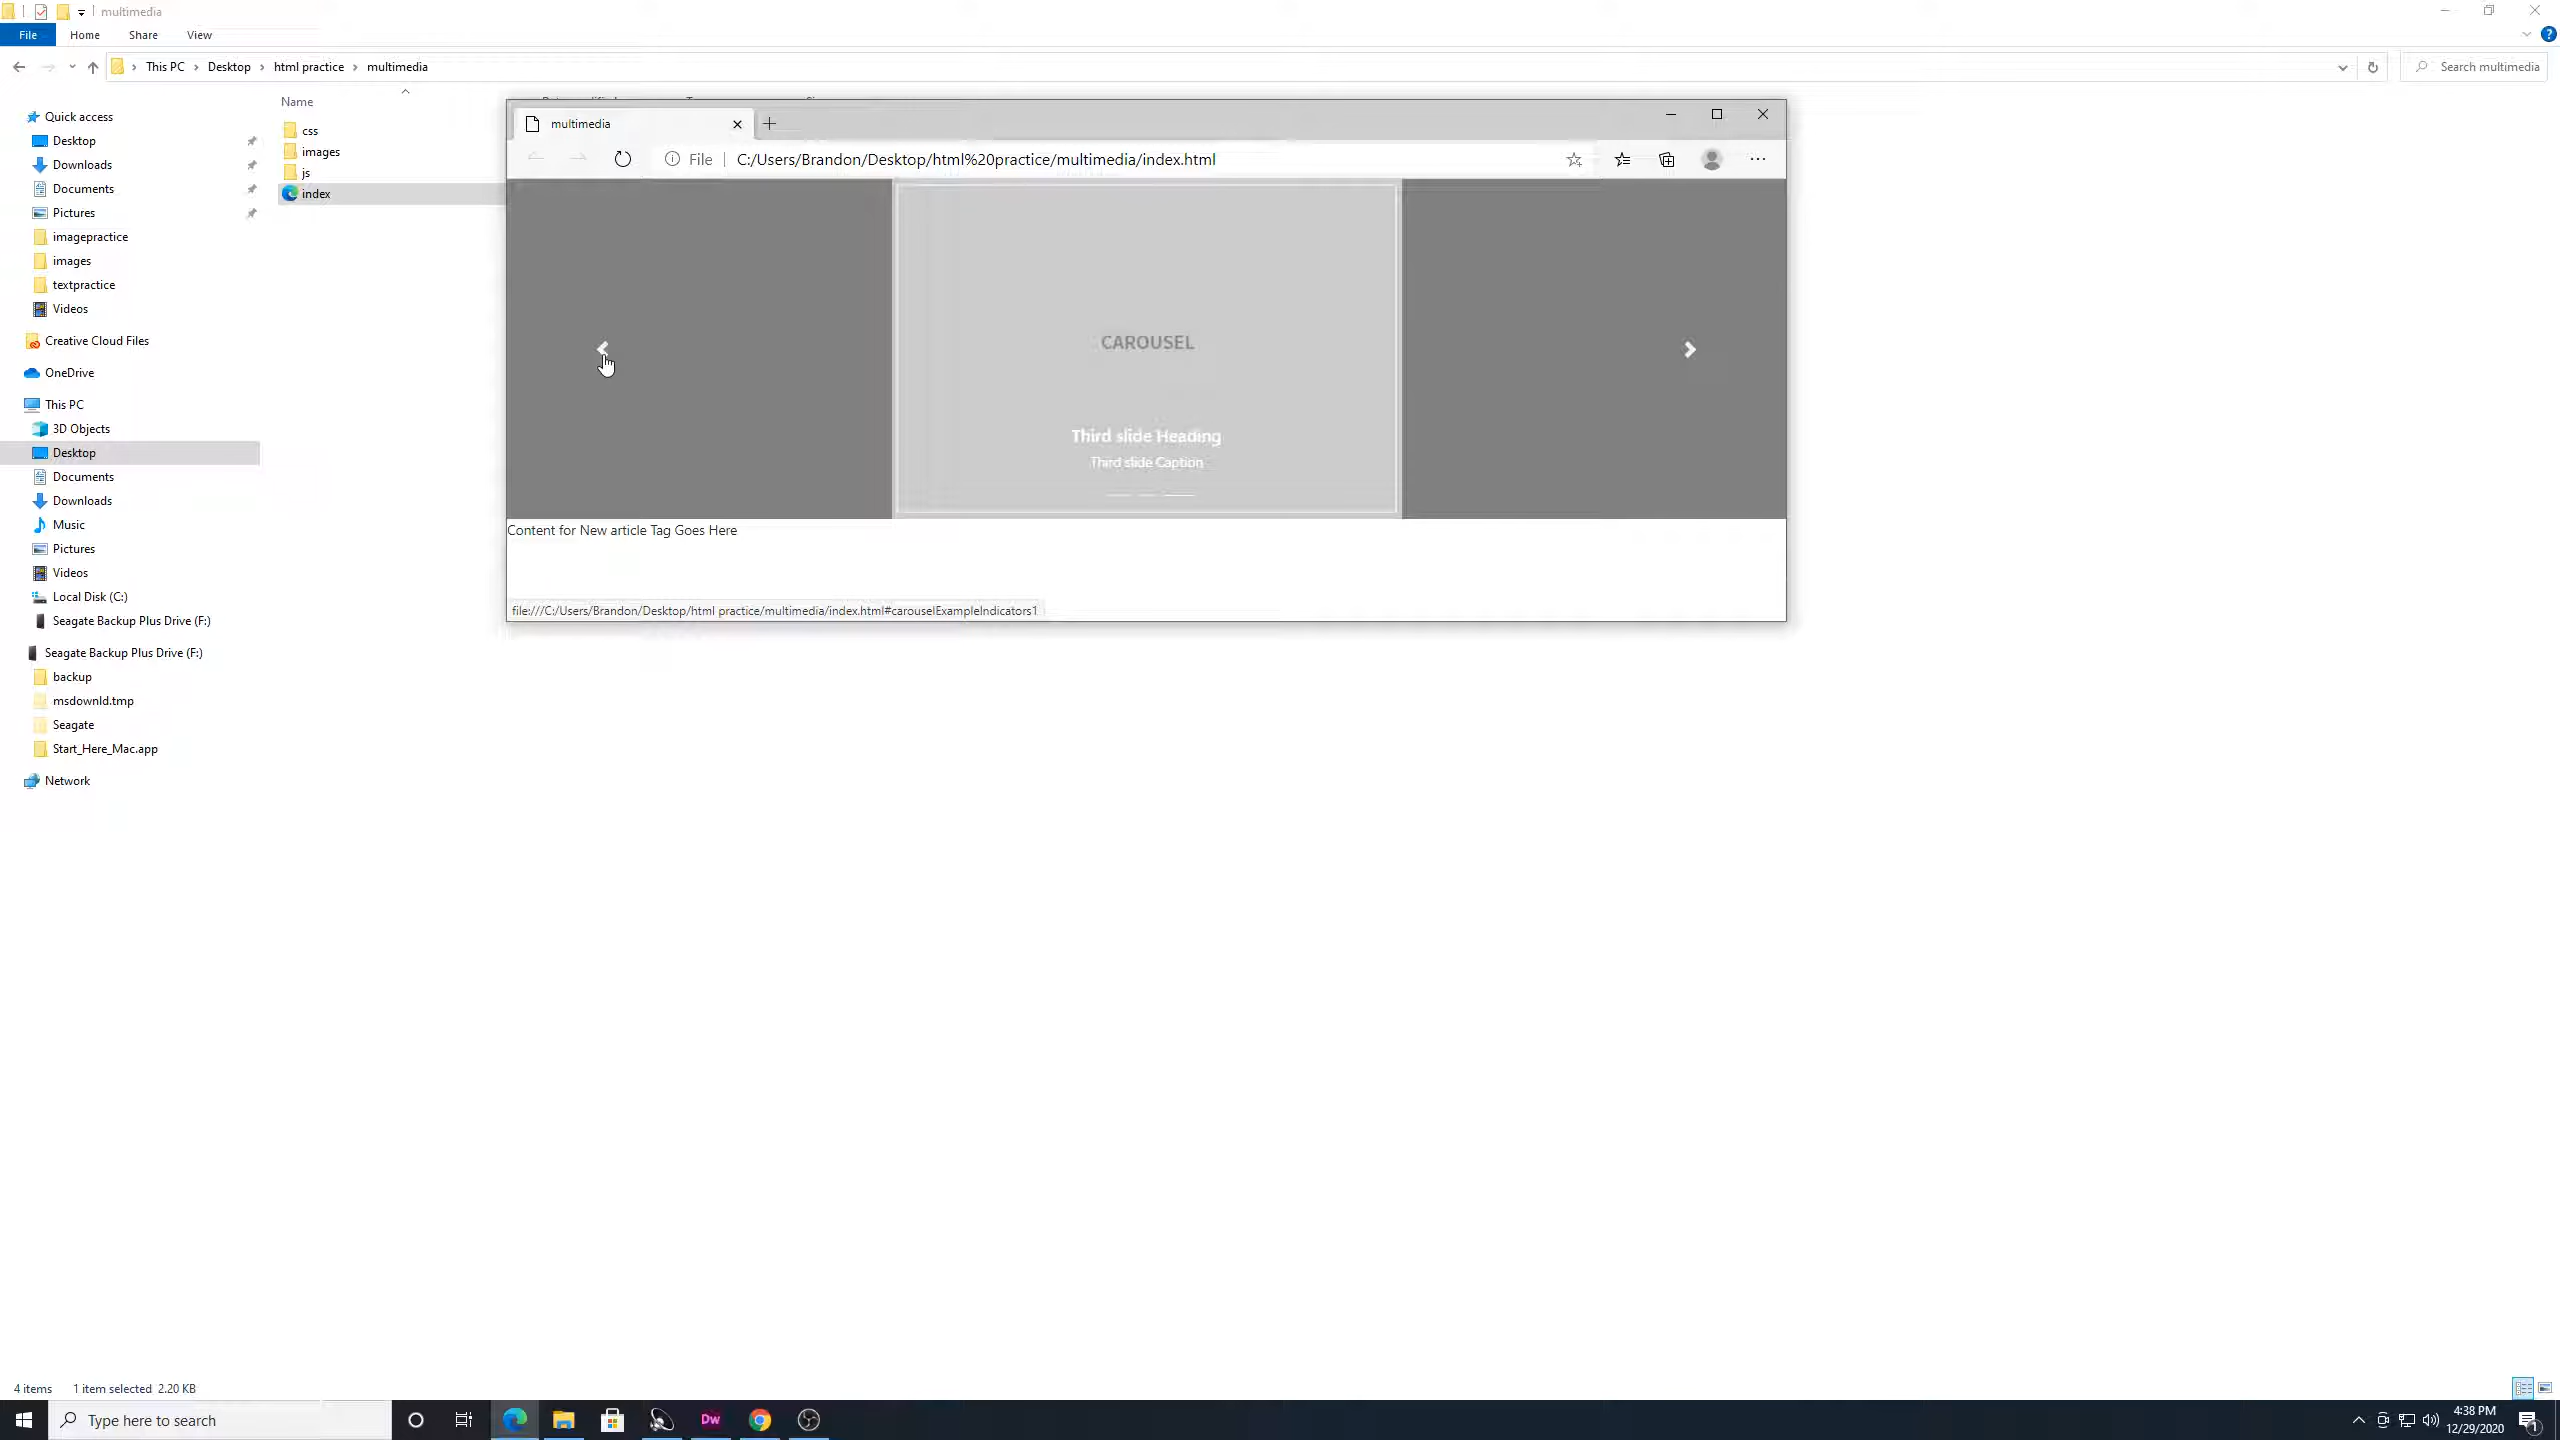 multimedia
File Home Share View
This PC Desktop html practice multimedia
Search multimedia
Name
Quick access
Desktop
Downloads
Documents
Pictures
imagepractice
images
textpractice
Videos
Creative Cloud Files
OneDrive
This PC
3D Objects
Desktop
Documents
Downloads
Music
Pictures
Videos
Local Disk (C:)
Seagate Backup Plus Drive (F:)
Seagate Backup Plus Drive (F:)
backup
msdownld.tmp
Seagate
Start_Here_Mac.app
Network
css
images
js
index
multimedia
File C:/Users/Brandon/Desktop/html%20practice/multimedia/index.html
CAROUSEL
Third slide Heading
Third slide Caption
Content for New article Tag Goes Here
file:///C:/Users/Brandon/Desktop/html practice/multimedia/index.html#carouselExampleIndicators1
4 items 1 item selected 2.20 KB
Type here to search
Dw
4:38 PM
12/29/2020
1